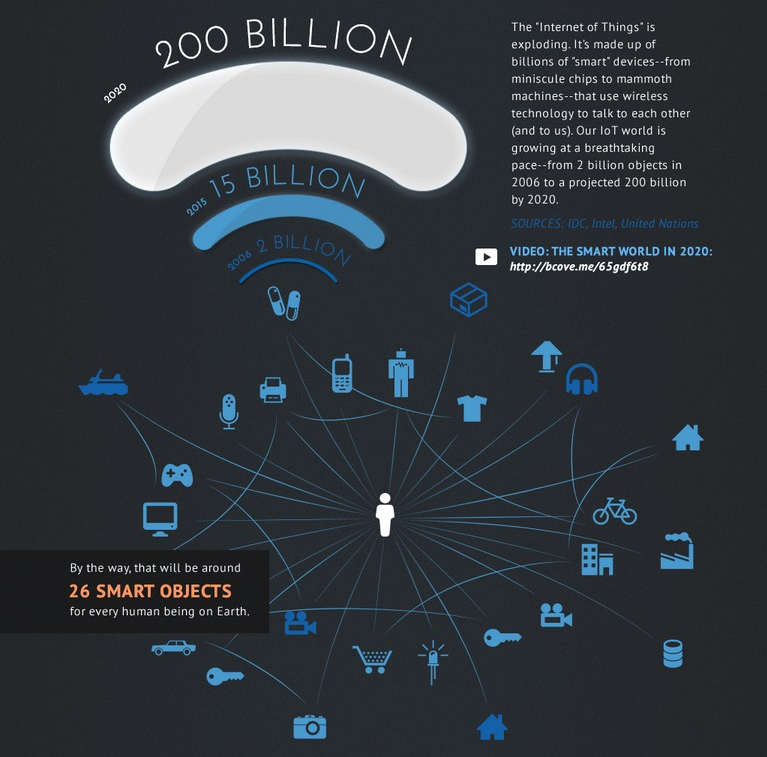 200 BILLION
2020
15 BILLION
2015
2 BILLION
2006
The "Internet of Things" is
exploding. It's made up of
billions of "smart" devices--from
miniscule chips to mammoth
machines--that use wireless
technology to talk to each other
(and to us). Our IoT world is
growing at a breathtaking
pace--from 2 billion objects in
2006 to a projected 200 billion
by 2020.
SOURCES: IDC, Intel, United Nations
VIDEO: THE SMART WORLD IN 2020:
http://bcove.me/65gdf6t8
By the way, that will be around
26 SMART OBJECTS
for every human being on Earth.